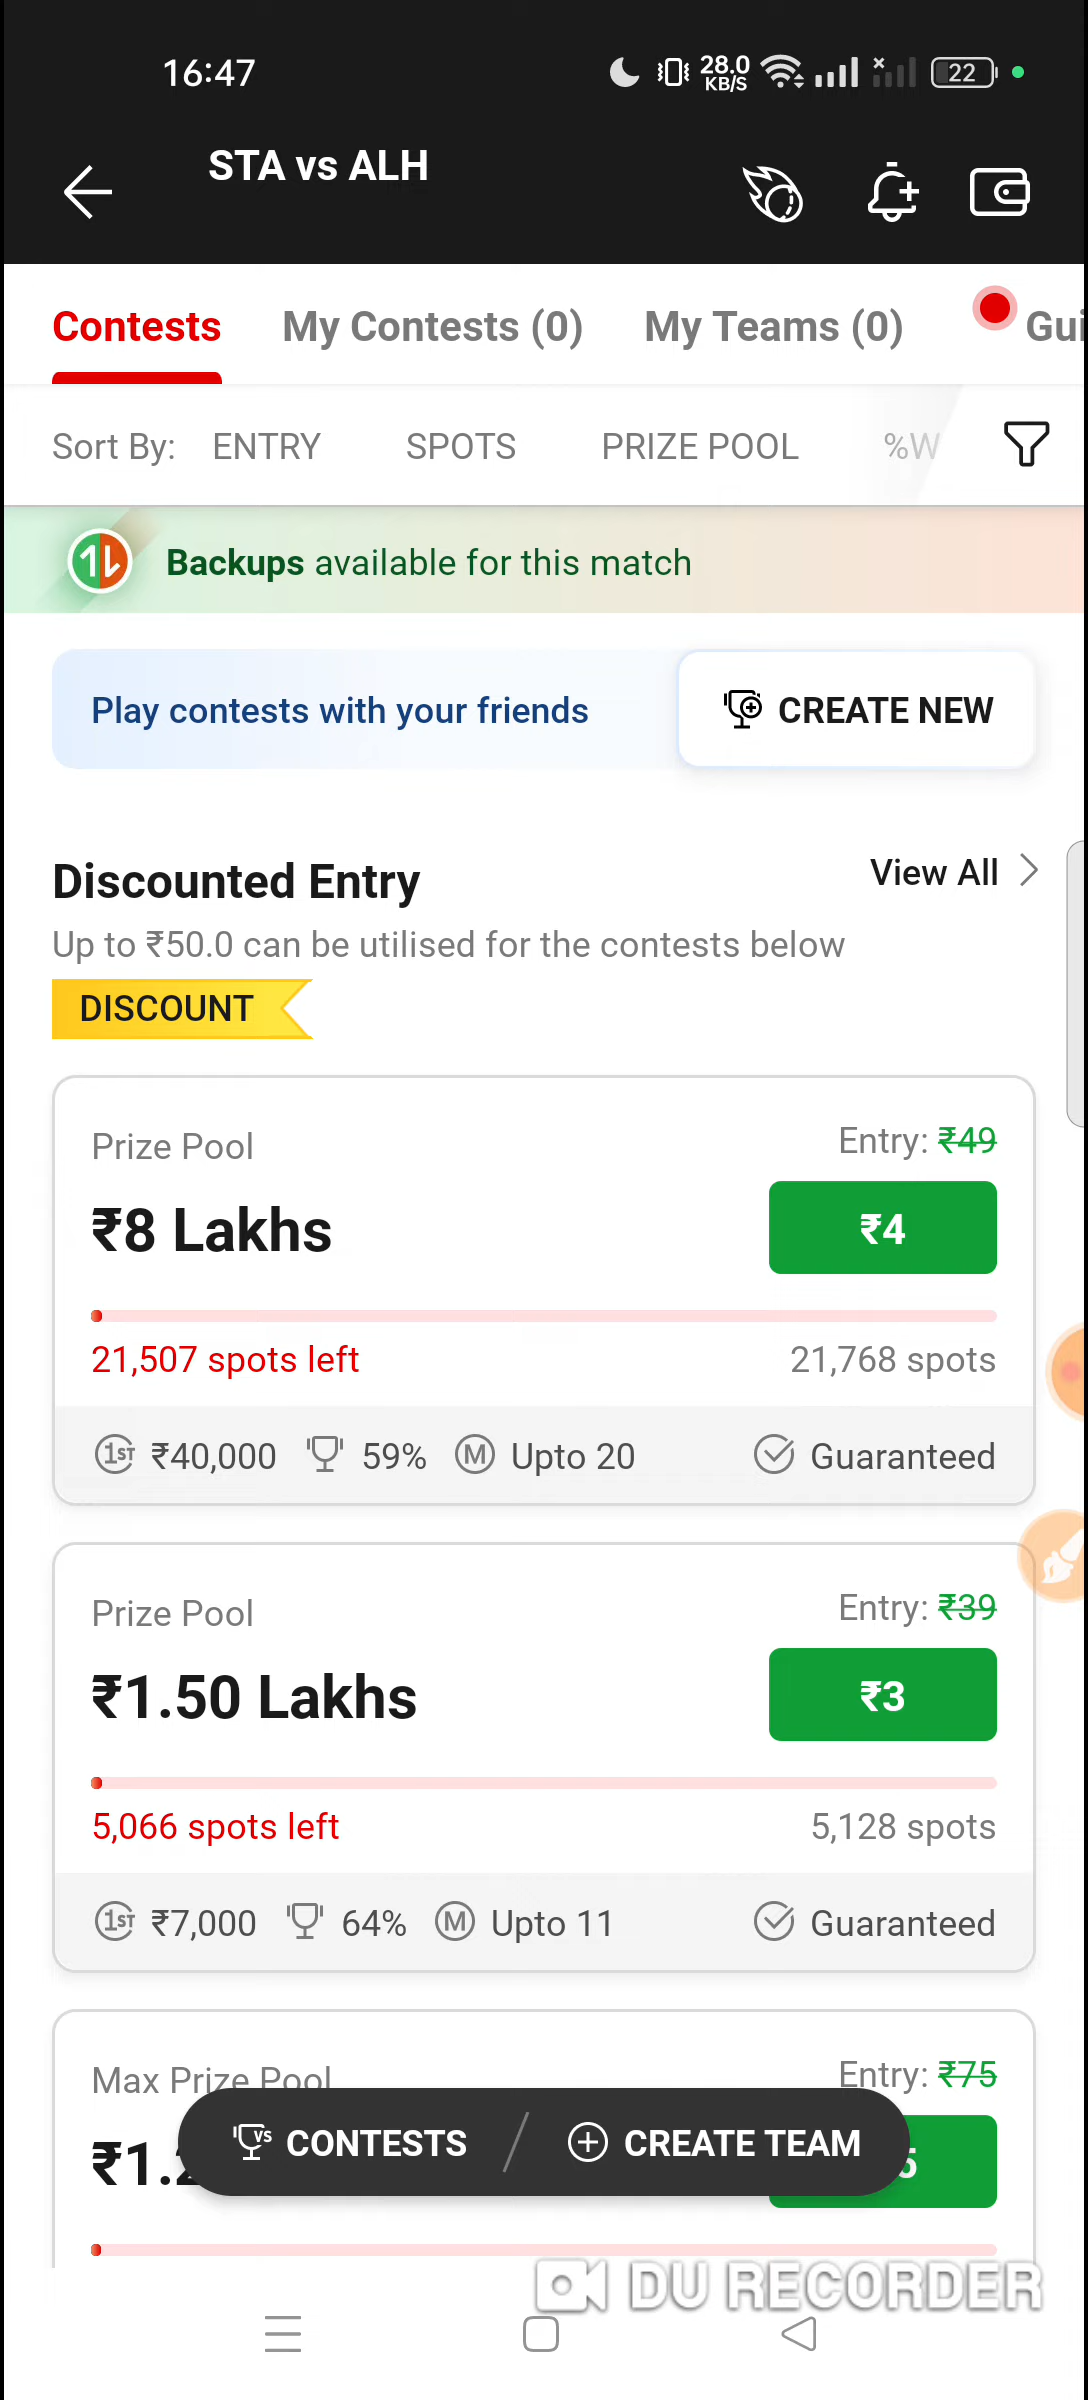 16:47
28.0 KB/S
22
STA vs ALH
Contests
My Contests (0)
My Teams (0)
Sort By:
ENTRY
SPOTS
PRIZE POOL
Backups available for this match
Play contests with your friends
CREATE NEW
Discounted Entry
View All
Up to ₹50.0 can be utilised for the contests below
DISCOUNT
Prize Pool
Entry: ₹49
₹8 Lakhs
₹4
21,507 spots left
21,768 spots
1ST ₹40,000
59%
M Upto 20
Guaranteed
Prize Pool
Entry: ₹39
₹1.50 Lakhs
₹3
5,066 spots left
5,128 spots
1ST ₹7,000
64%
M Upto 11
Guaranteed
Max Prize Pool
Entry: ₹75
VS CONTESTS
CREATE TEAM
DU RECORDER